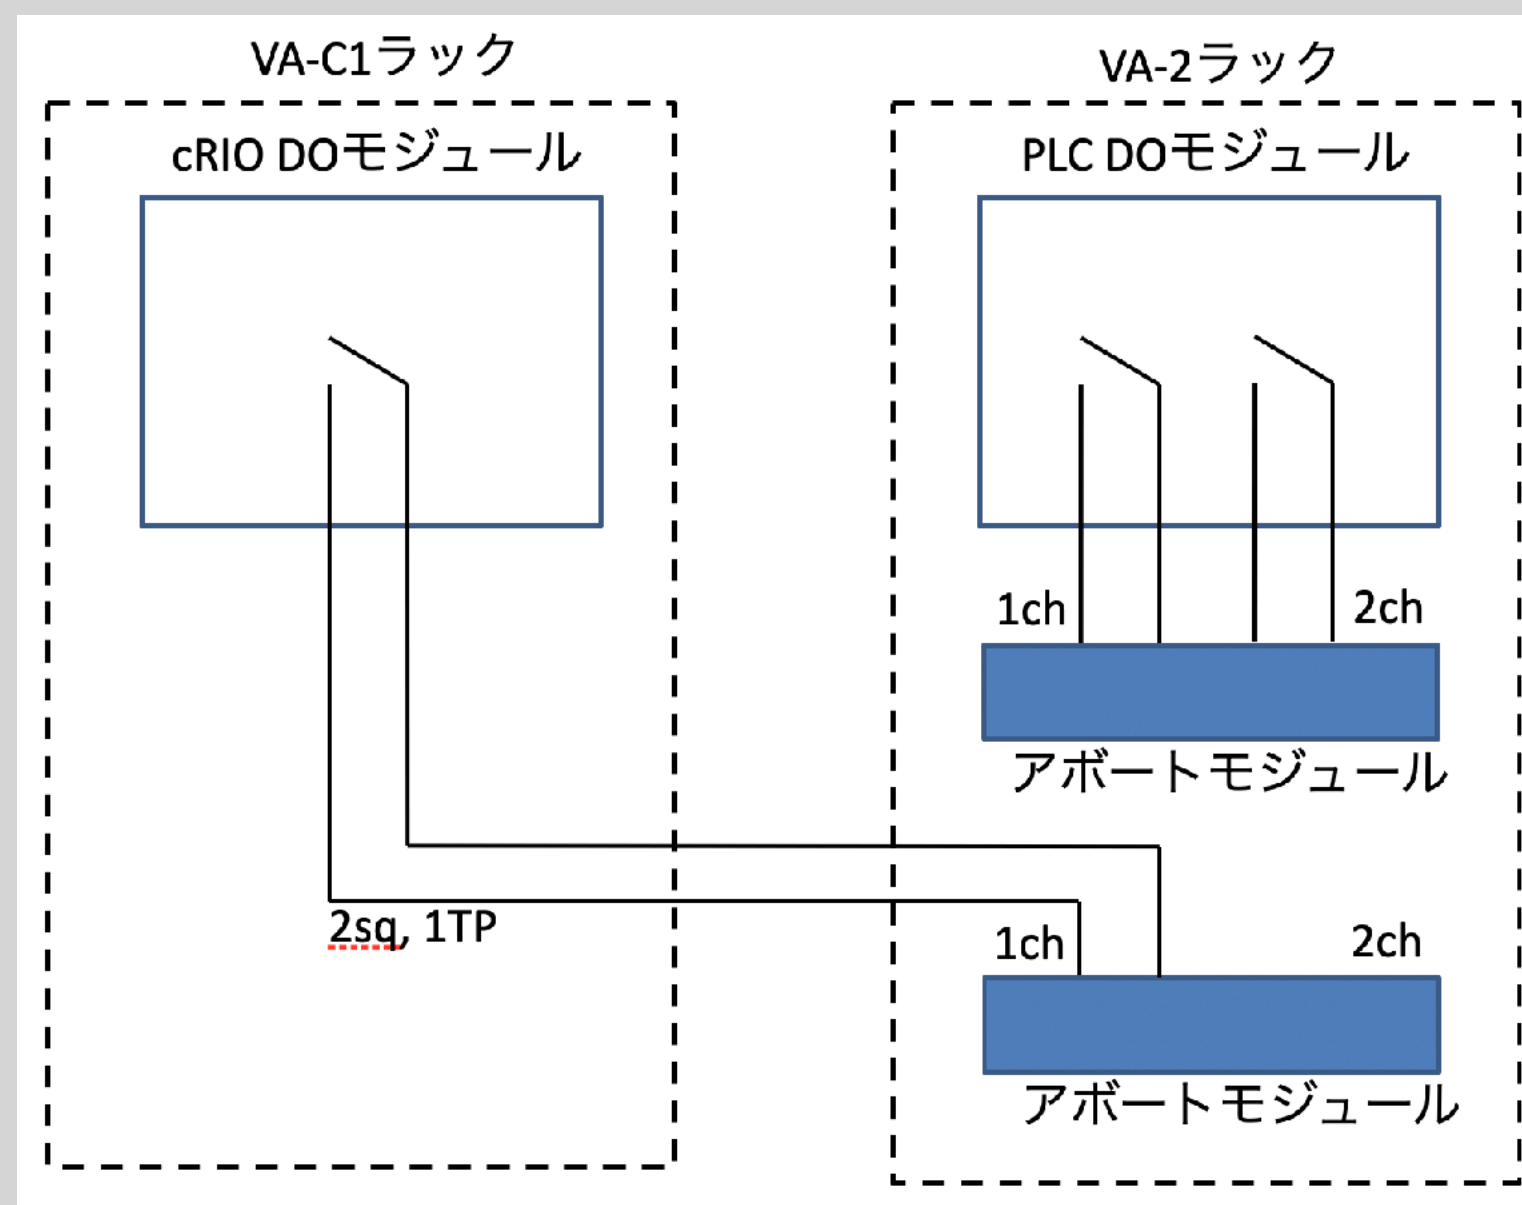 VA-C1ラック
VA-2ラック
cRIO DOモジュール
PLC DOモジュール
1ch
2ch
アボートモジュール
2sq, 1TP
1ch
2ch
アボートモジュール